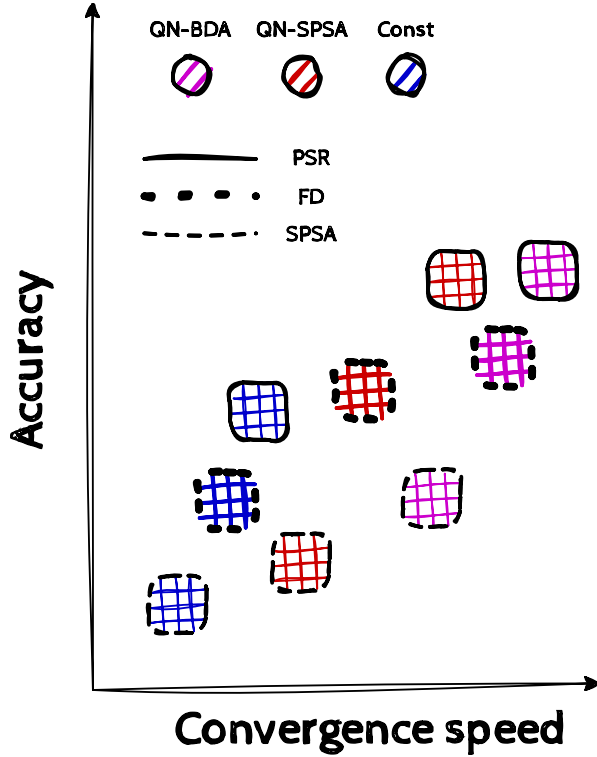 QN-BDA QN-SPSA Const
PSR
FD
SPSA
Accuracy
Convergence speed